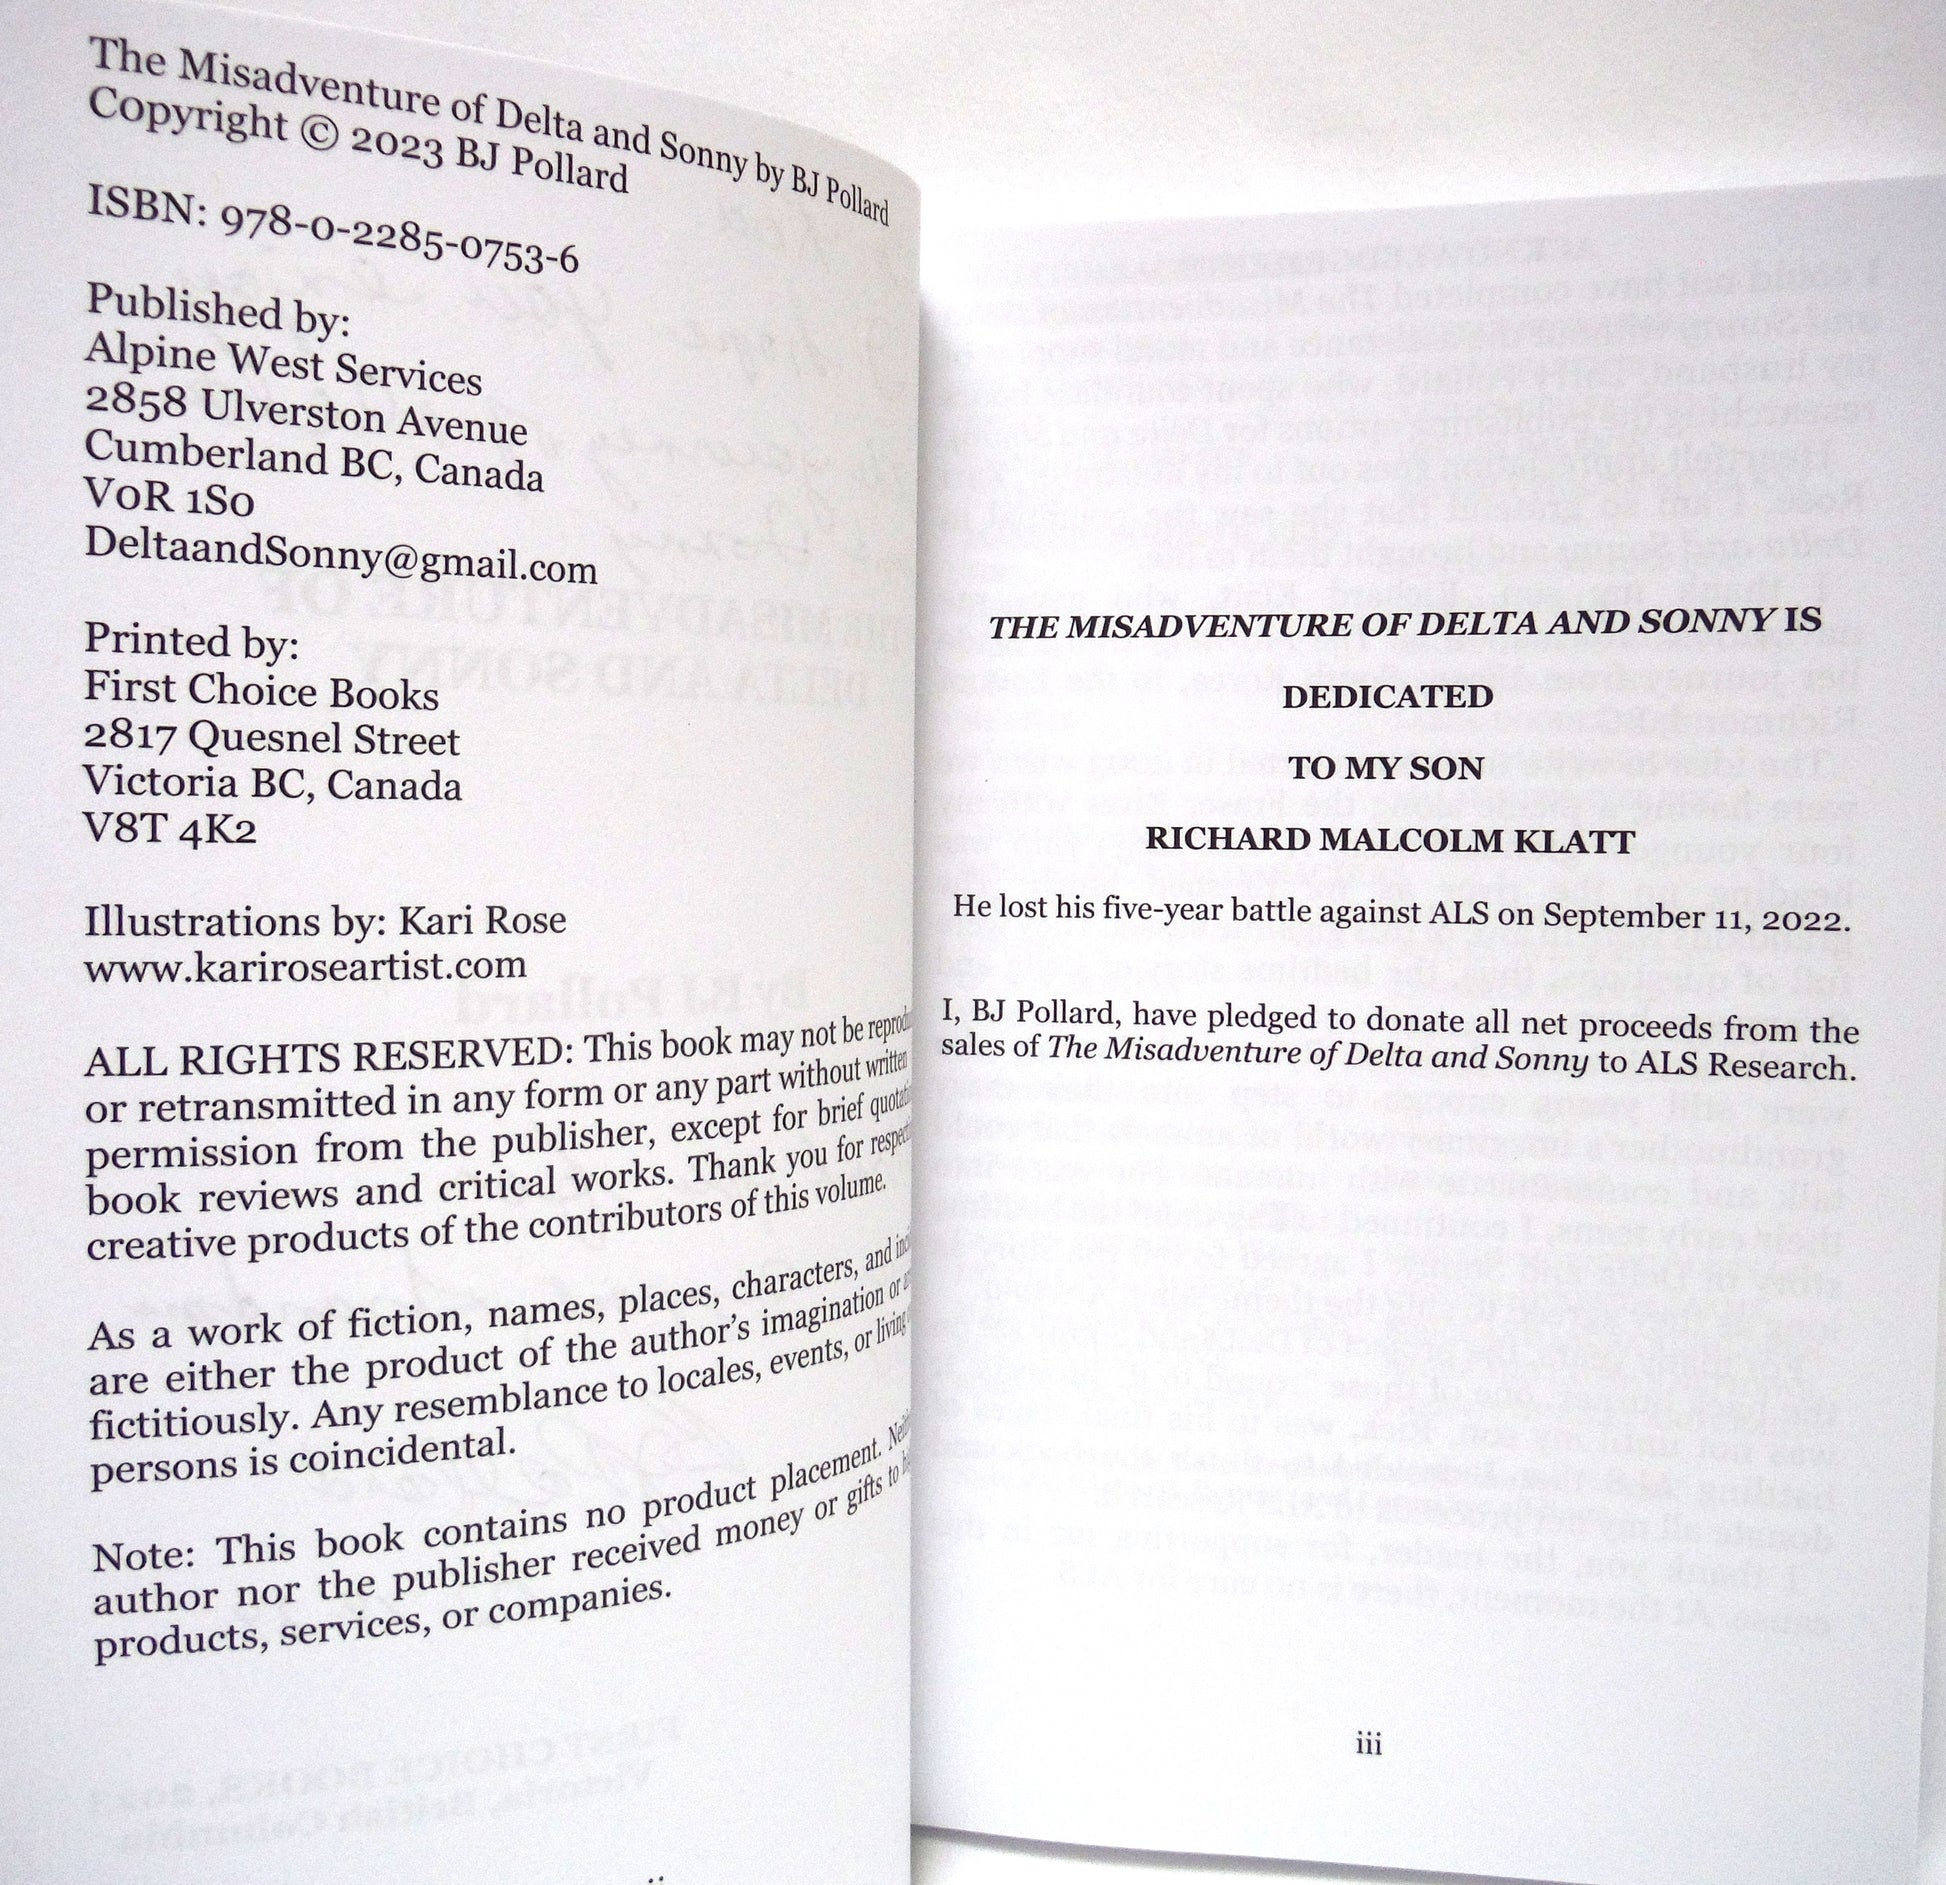 The Misadventure of Delta and Sonny by BJ Pollard
Copyright © 2023 BJ Pollard
ISBN: 978-0-2285-0753-6
Published by:
Alpine West Services
2858 Ulverston Avenue
Cumberland BC, Canada
V0R 1S0
DeltaandSonny@gmail.com
Printed by:
First Choice Books
2817 Quesnel Street
Victoria BC, Canada
V8T 4K2
Illustrations by: Kari Rose
www.kariroseartist.com
ALL RIGHTS RESERVED: This book may not be
or retransmitted in any form or any part without written
permission from the publisher, except for brief
book reviews and critical works. Thank you for
creative products of the contributors of this volume.
As a work of fiction, names, places, characters, and
are either the product of the author's imagination or
fictitiously. Any resemblance to locales, events, or living
persons is coincidental.
Note: This book contains no product placement.
author nor the publisher received money or gifts to
products, services, or companies.
ii
THE MISADVENTURE OF DELTA AND SONNY IS
DEDICATED
TO MY SON
RICHARD MALCOLM KLATT
He lost his five-year battle against ALS on September 11, 2022.
I, BJ Pollard, have pledged to donate all net proceeds from the
sales of The Misadventure of Delta and Sonny to ALS Research.
iii